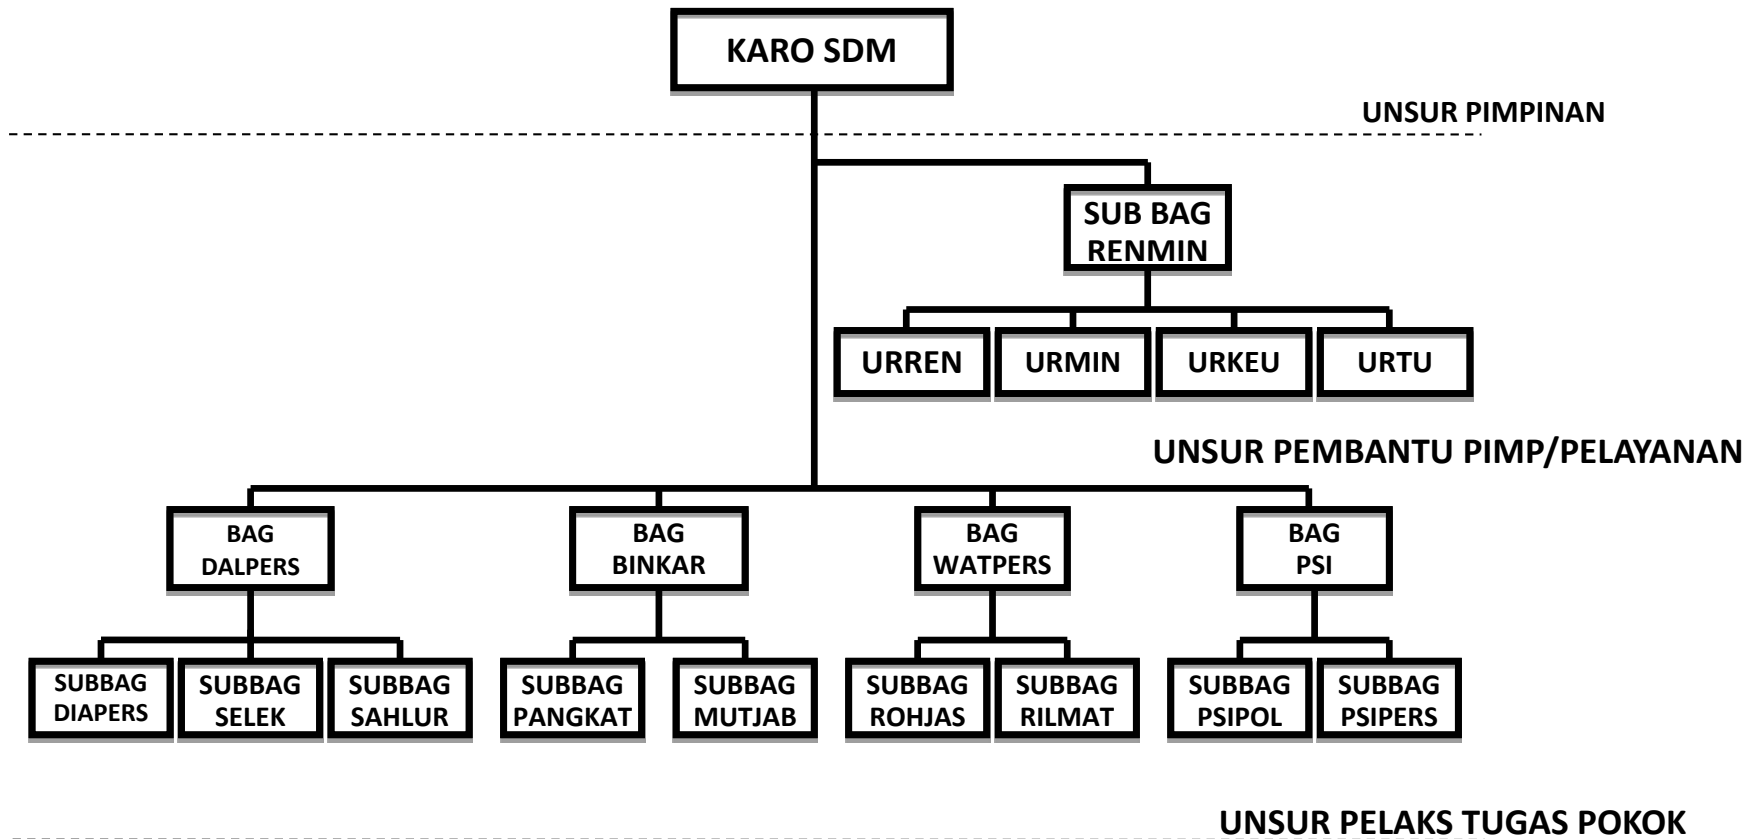 KARO SDM
UNSUR PIMPINAN
SUB BAG
RENMIN
URREN
URMIN
URKEU
URTU
UNSUR PEMBANTU PIMP/PELAYANAN
BAG
DALPERS
BAG
BINKAR
BAG
WATPERS
BAG
PSI
SUBBAG
DIAPERS
SUBBAG
SELEK
SUBBAG
SAHLUR
SUBBAG
PANGKAT
SUBBAG
MUTJAB
SUBBAG
ROHJAS
SUBBAG
RILMAT
SUBBAG
PSIPOL
SUBBAG
PSIPERS
UNSUR PELAKS TUGAS POKOK